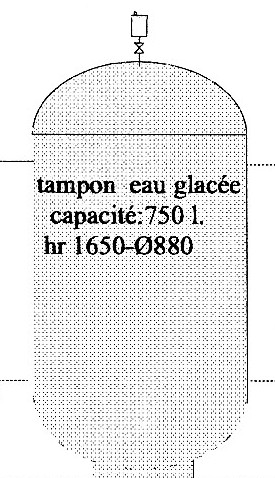 tampon eau glacée
capacité:750 l.
hr 1650-Ø880